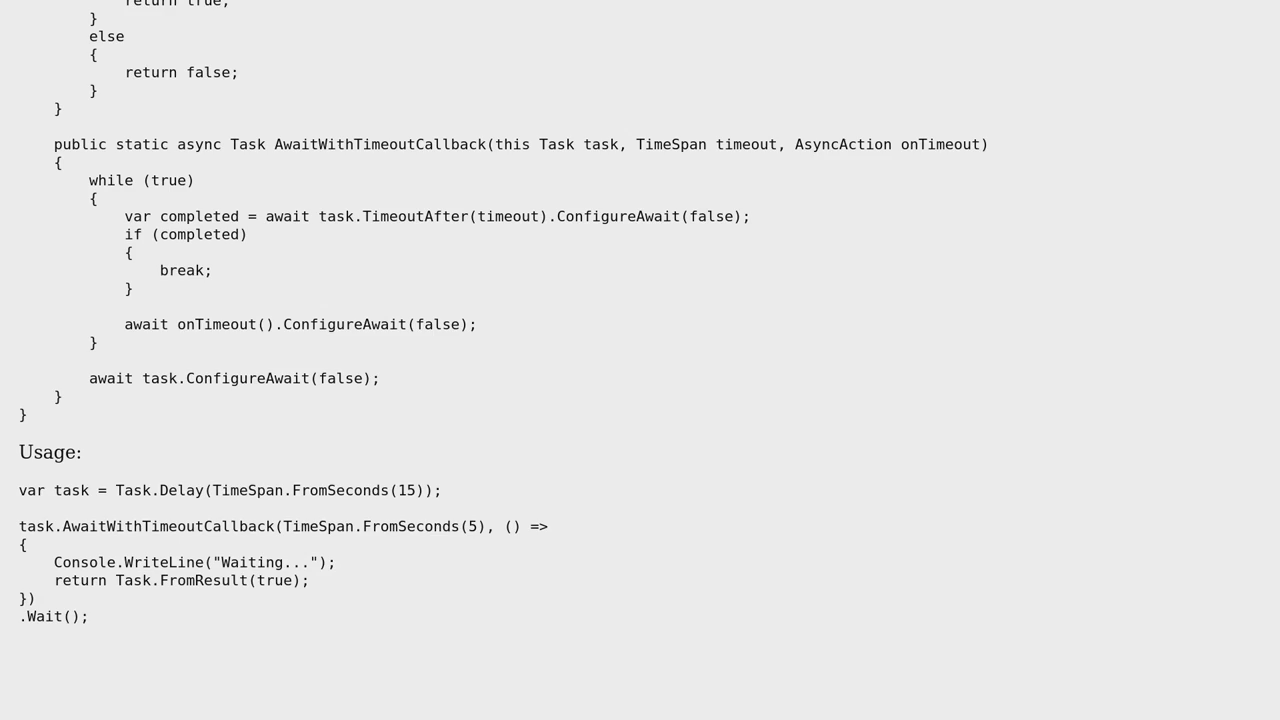 return true;
}
else
{
return false;
}
}
public static async Task AwaitWithTimeoutCallback(this Task task, TimeSpan timeout, AsyncAction onTimeout)
{
while (true)
{
var completed = await task.TimeoutAfter(timeout).ConfigureAwait(false);
if (completed)
{
break;
}
await onTimeout().ConfigureAwait(false);
}
await task.ConfigureAwait(false);
}
}
Usage:
var task = Task.Delay(TimeSpan.FromSeconds(15));
task.AwaitWithTimeoutCallback(TimeSpan.FromSeconds(5), () =>
{
Console.WriteLine("Waiting...");
return Task.FromResult(true);
})
.Wait();